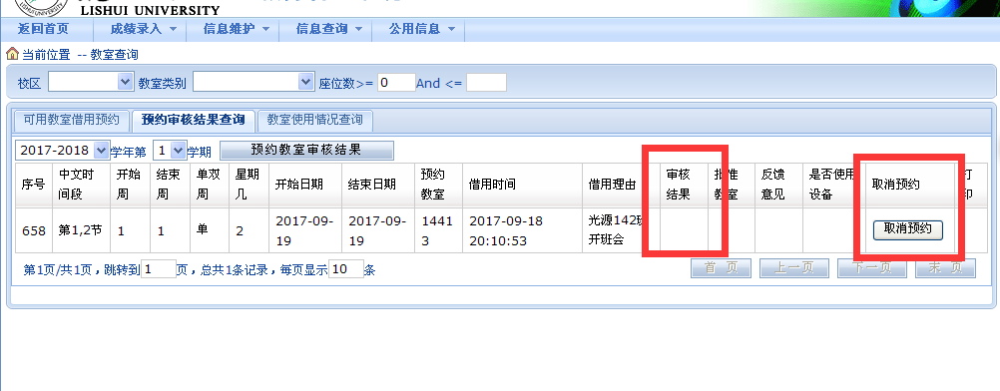 LISHUI UNIVERSITY
返回首页 成绩录入 信息维护 信息查询 公用信息
当前位置 -- 教室查询
校区 教室类别 座位数>= 0 And <=
可用教室借用预约 预约审核结果查询 教室使用情况查询
2017-2018 学年第 1 学期 预约教室审核结果
序号 中文时间段 开始周 结束周 单双周 星期几 开始日期 结束日期 预约教室 借用时间 借用理由 审核结果 批准教室 反馈意见 是否使用设备 取消预约 打印
658 第1,2节 1 1 单 2 2017-09-19 2017-09-19 14413 2017-09-18 20:10:53 光源142班开班会 取消预约
第1页/共1页，跳转到 1 页，总共1条记录，每页显示 10 条 首 页 上一页 下一页 末 页